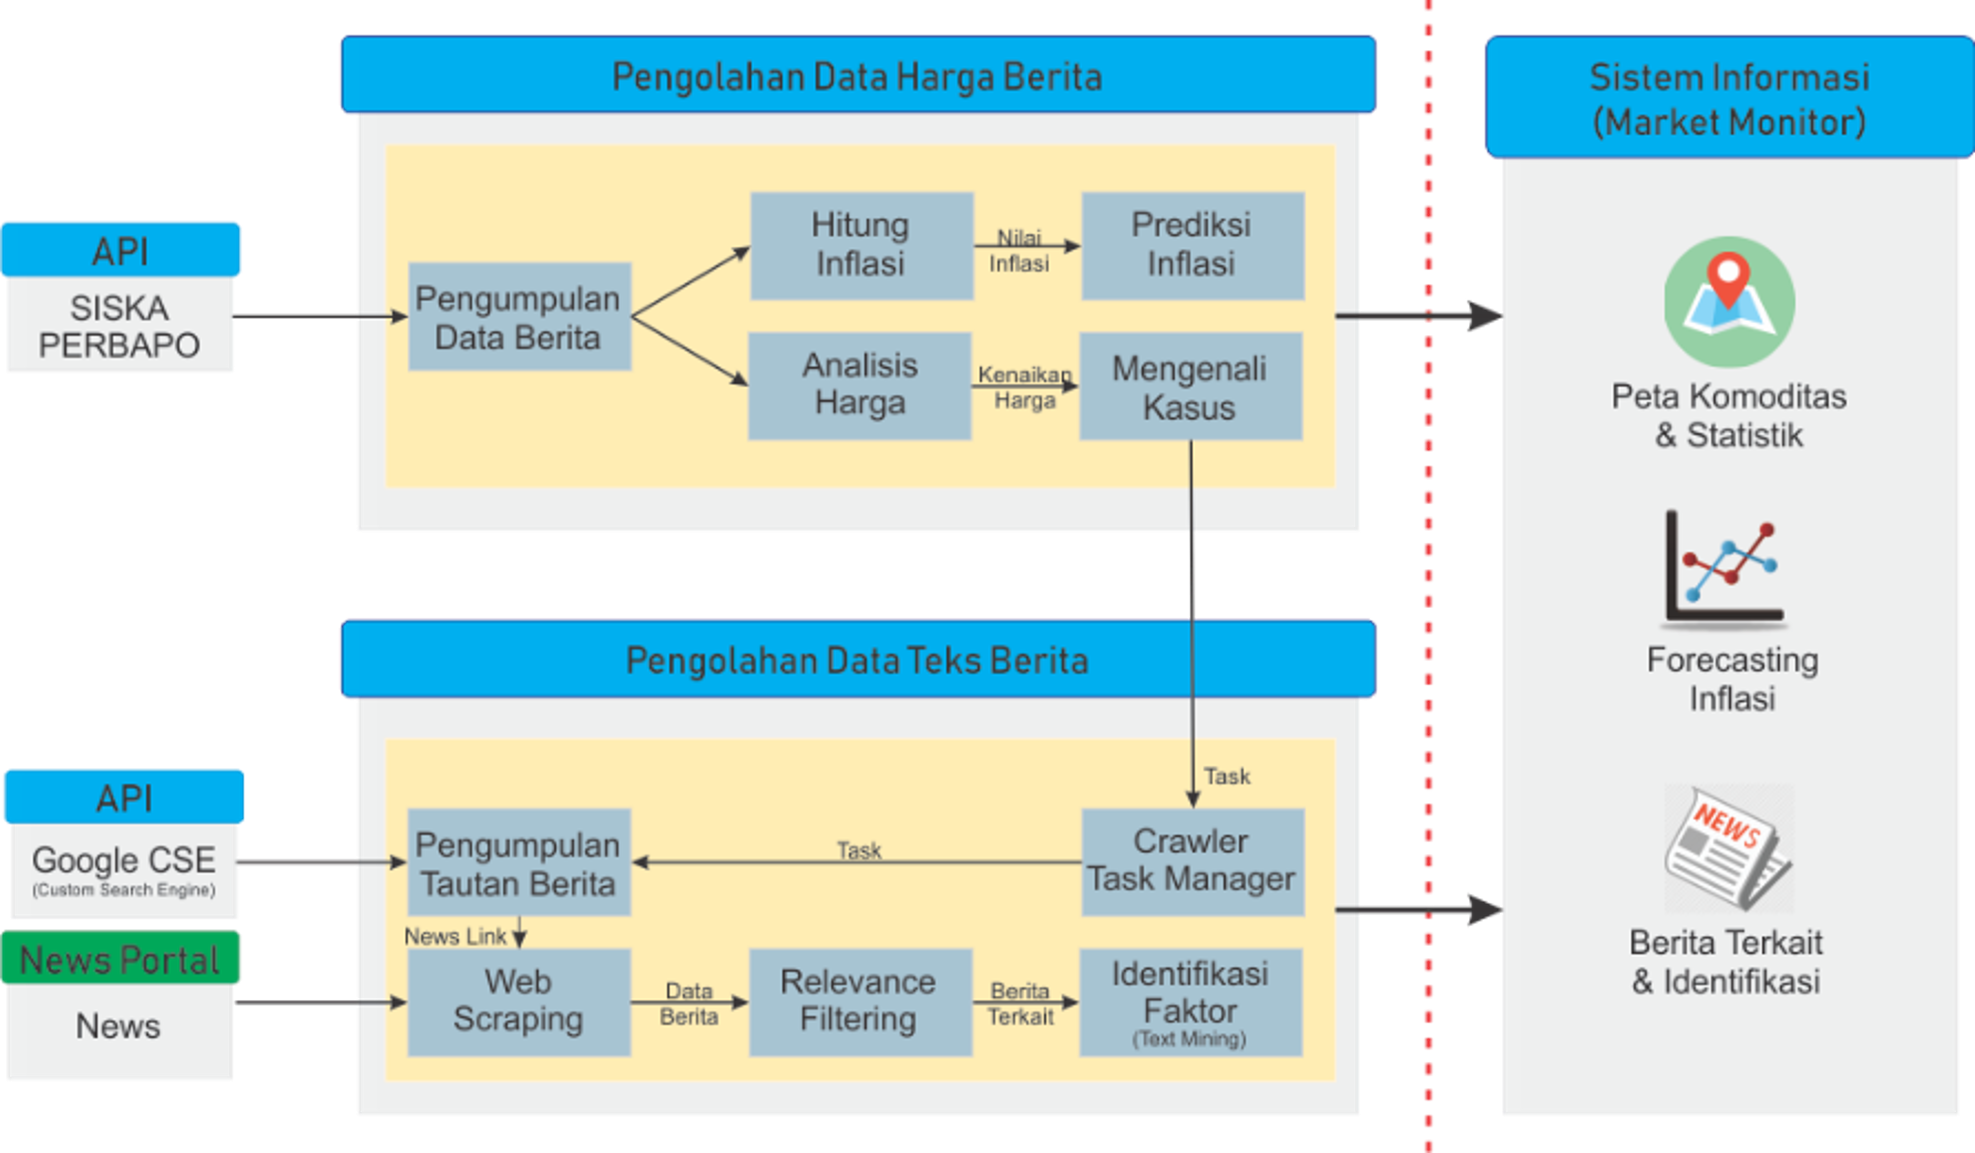 Pengolahan Data Harga Berita
Sistem Informasi
(Market Monitor)
API
SISKA
PERBAPO
Pengumpulan
Data Berita
Hitung
Inflasi
Nilai
Inflasi
Prediksi
Inflasi
Analisis
Harga
Kenaikan
Harga
Mengenali
Kasus
Peta Komoditas
& Statistik
Forecasting
Inflasi
NEWS
Berita Terkait
& Identifikasi
Pengolahan Data Teks Berita
Task
API
Google CSE
(Custom Search Engine)
Pengumpulan
Tautan Berita
Task
Crawler
Task Manager
News Link
News Portal
News
Web
Scraping
Data
Berita
Relevance
Filtering
Berita
Terkait
Identifikasi
Faktor
(Text Mining)